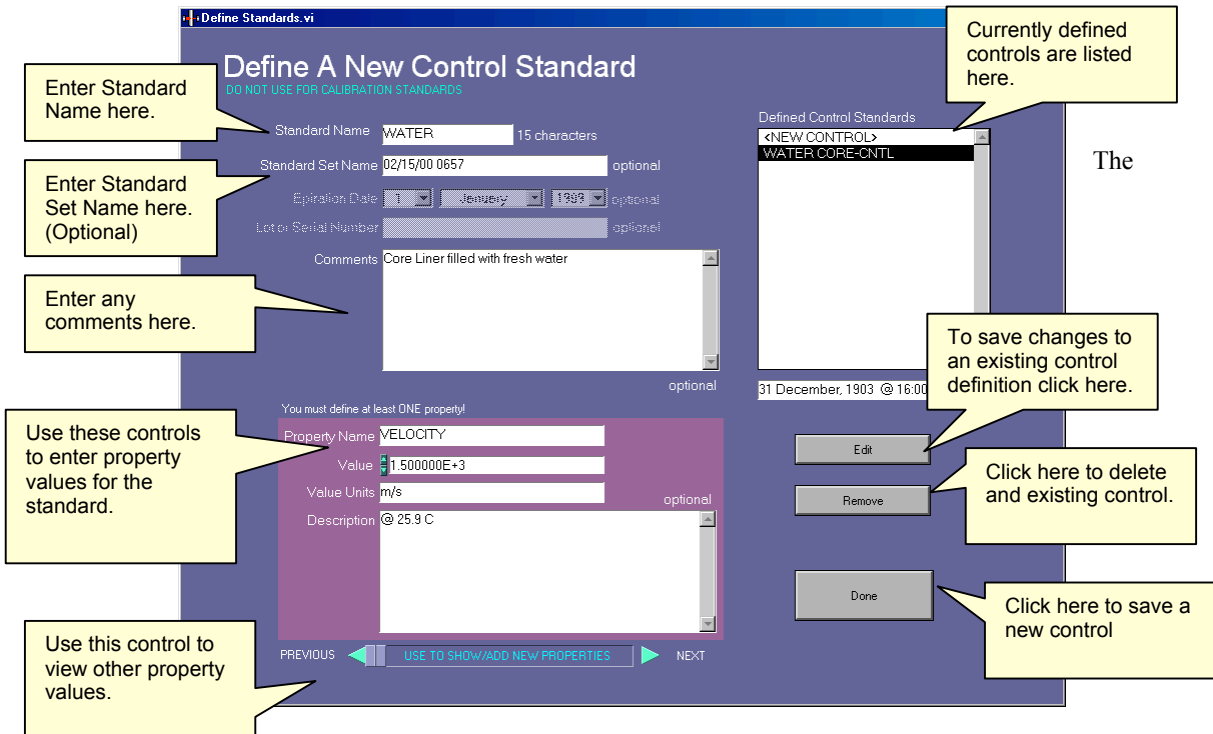 Define Standards.vi
Define A New Control Standard
DO NOT USE FOR CALIBRATION STANDARDS
Enter Standard
Name here.
Standard Name WATER 15 characters
Enter Standard
Set Name here.
(Optional)
Standard Set Name 02/15/00 0657 optional
Expiration Date 1 January 1909 optional
Lot or Serial Number optional
Enter any
comments here.
Comments Core Liner filled with fresh water
optional
Currently defined
controls are listed
here.
Defined Control Standards
<NEW CONTROL>
WATER CORE-CNTL
The
31 December, 1903 @ 16:00
To save changes to
an existing control
definition click here.
You must define at least ONE property!
Use these controls
to enter property
values for the
standard.
Property Name VELOCITY
Value 1.500000E+3
Value Units m/s
optional
Description @ 25.9 C
Edit
Remove
Click here to delete
and existing control.
Done
Click here to save a
new control
Use this control to
view other property
values.
PREVIOUS USE TO SHOW/ADD NEW PROPERTIES NEXT